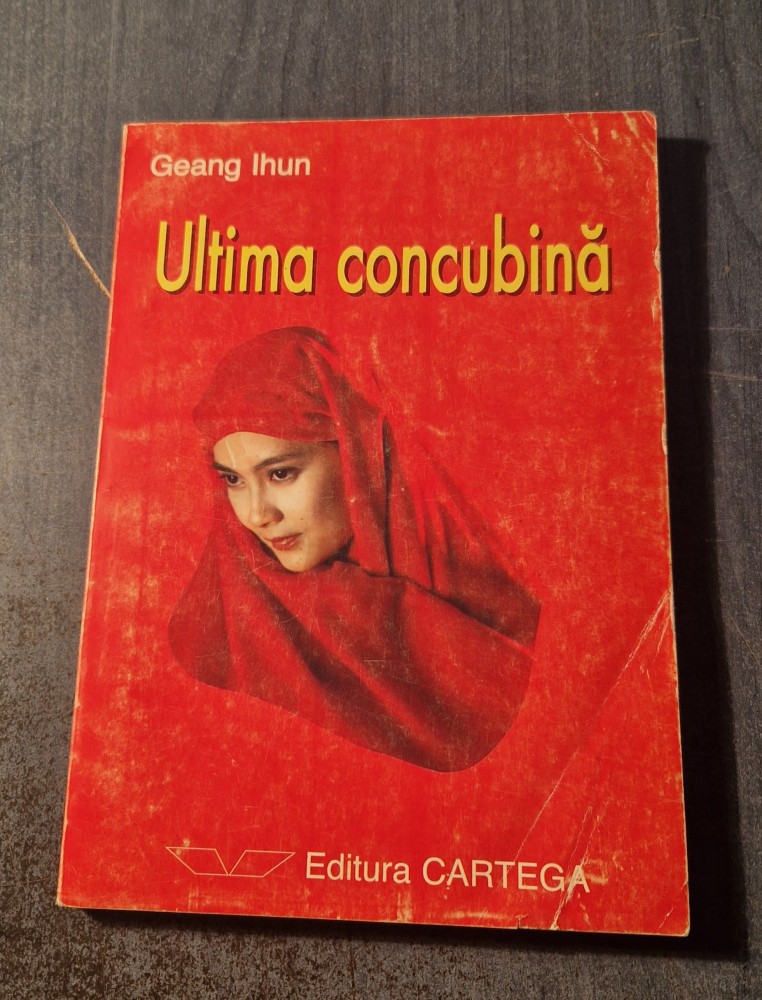 Geang Ihun
Ultima concubină
Editura CARTEGA